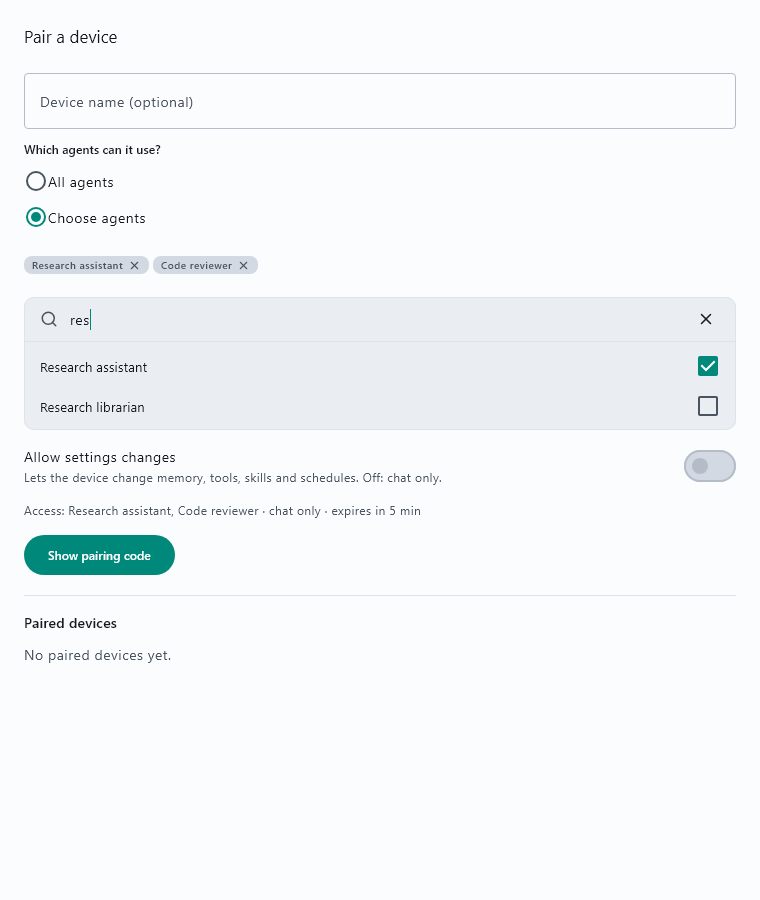 Pair a device
Device name (optional)
Which agents can it use?
All agents
Choose agents
Research assistant
Code reviewer
res
Research assistant
Research librarian
Allow settings changes
Lets the device change memory, tools, skills and schedules. Off: chat only.
Access: Research assistant, Code reviewer · chat only · expires in 5 min
Show pairing code
Paired devices
No paired devices yet.